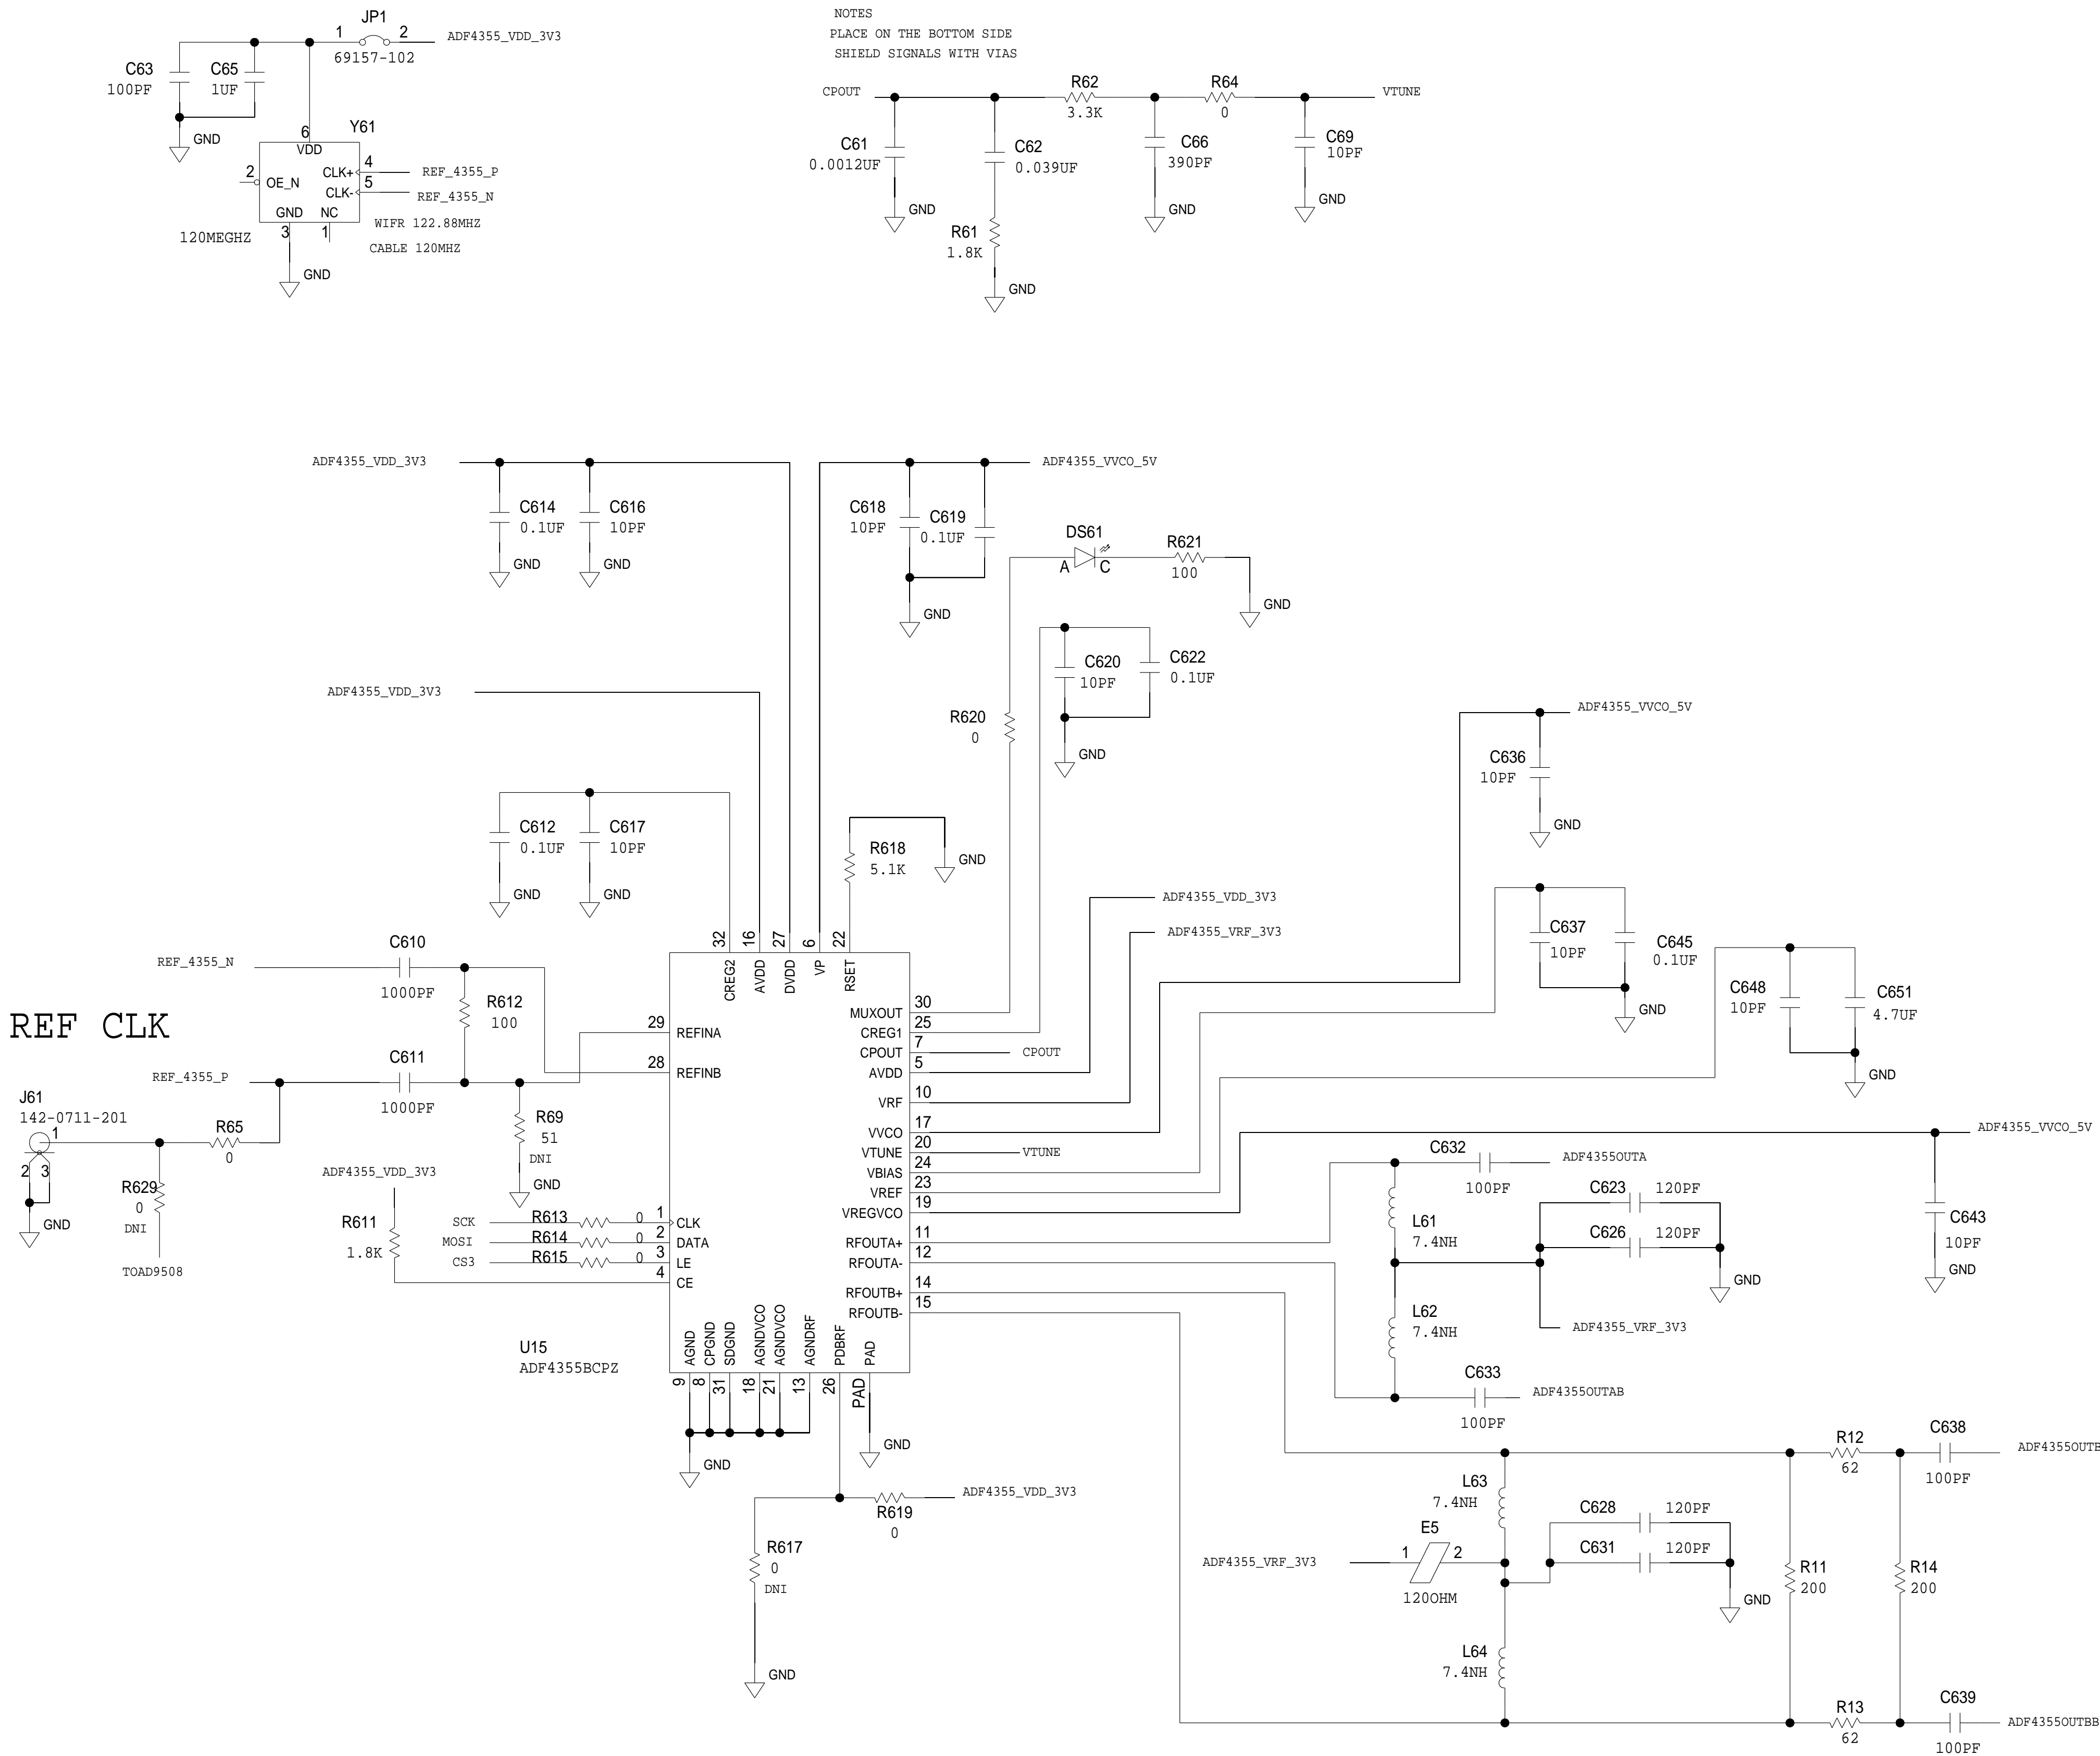 JP1
1
2
ADF4355_VDD_3V3
69157-102
C63
100PF
C65
1UF
GND
6
Y61
VDD
2
OE_N
CLK+
4
REF_4355_P
CLK-
5
REF_4355_N
GND
NC
3
1
WIFR 122.88MHZ
120MEGHZ
CABLE 120MHZ
GND
NOTES
PLACE ON THE BOTTOM SIDE
SHIELD SIGNALS WITH VIAS
CPOUT
R62
3.3K
R64
0
VTUNE
C61
0.0012UF
C62
0.039UF
C66
390PF
C69
10PF
GND
GND
GND
R61
1.8K
GND
ADF4355_VDD_3V3
C614
0.1UF
C616
10PF
GND
GND
ADF4355_VVCO_5V
C618
10PF
C619
0.1UF
GND
DS61
A
C
R621
100
GND
C620
10PF
C622
0.1UF
GND
ADF4355_VDD_3V3
R620
0
ADF4355_VVCO_5V
C636
10PF
GND
C612
0.1UF
C617
10PF
GND
GND
R618
5.1K
GND
ADF4355_VDD_3V3
ADF4355_VRF_3V3
C637
10PF
C645
0.1UF
GND
C648
10PF
C651
4.7UF
GND
REF CLK
REF_4355_N
C610
1000PF
R612
100
REF_4355_P
C611
1000PF
J61
142-0711-201
1
2
3
GND
R65
0
R629
0
DNI
TOAD9508
R69
51
DNI
GND
ADF4355_VDD_3V3
R611
1.8K
SCK
R613
0
MOSI
R614
0
CS3
R615
0
32
16
27
6
22
CREG2
AVDD
DVDD
VP
RSET
29
REFINA
28
REFINB
1
CLK
2
DATA
3
LE
4
CE
MUXOUT
30
CREG1
25
CPOUT
7
CPOUT
AVDD
5
VRF
10
VVCO
17
VTUNE
20
VTUNE
VBIAS
24
VREF
23
VREGVCO
19
RFOUTA+
11
RFOUTA-
12
RFOUTB+
14
RFOUTB-
15
AGND
CPGND
SDGND
AGNDVCO
AGNDVCO
AGNDRF
PDBRF
PAD
9
8
31
18
21
13
26
PAD
U15
ADF4355BCPZ
GND
GND
R619
0
ADF4355_VDD_3V3
R617
0
DNI
GND
C632
100PF
ADF4355OUTA
L61
7.4NH
C623
120PF
C626
120PF
GND
ADF4355_VRF_3V3
L62
7.4NH
C633
100PF
ADF4355OUTAB
ADF4355_VVCO_5V
C643
10PF
GND
L63
7.4NH
C628
120PF
C631
120PF
GND
ADF4355_VRF_3V3
1
E5
2
120OHM
L64
7.4NH
R12
62
C638
100PF
ADF4355OUTB
R11
200
R14
200
R13
62
C639
100PF
ADF4355OUTBB